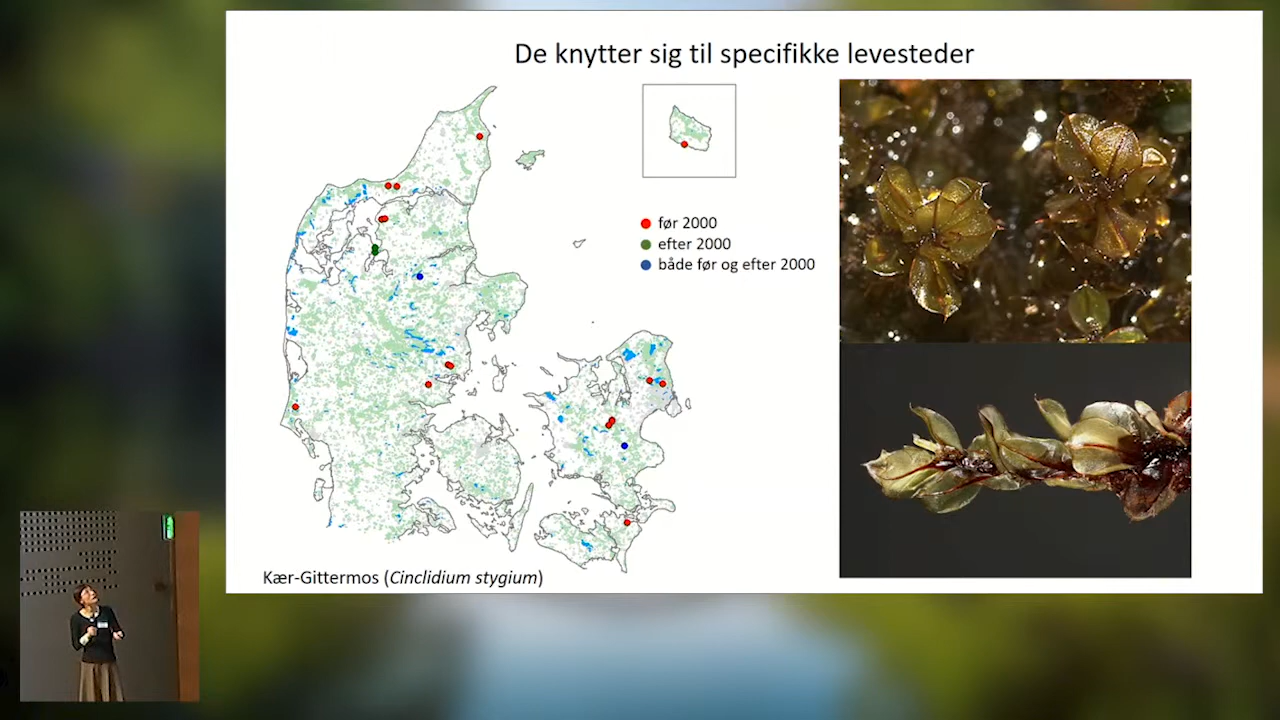 De knytter sig til specifikke levesteder
før 2000
efter 2000
både før og efter 2000
Kær-Gittermos (Cinclidium stygium)